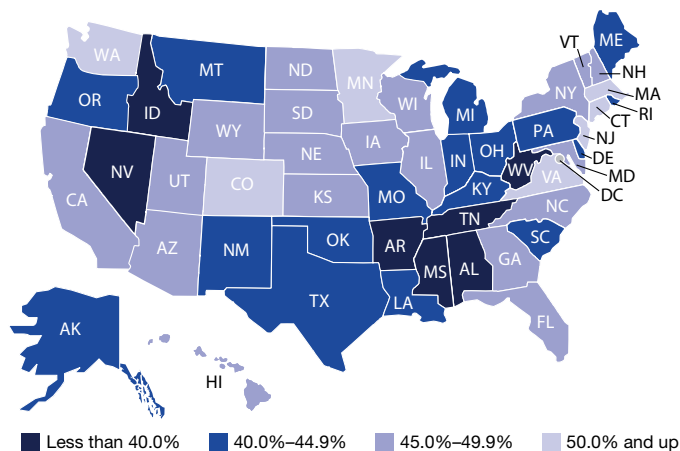 WA
MT
ND
MN
VT
ME
OR
ID
SD
WI
NY
NH
MA
WY
MI
RI
CT
IA
PA
NJ
NE
NV
IL
IN
OH
DE
UT
CO
WV
MD
VA
CA
KS
MO
KY
DC
NC
TN
AZ
NM
OK
AR
SC
MS
AL
GA
TX
LA
FL
AK
HI
Less than 40.0% 40.0%–44.9% 45.0%–49.9% 50.0% and up